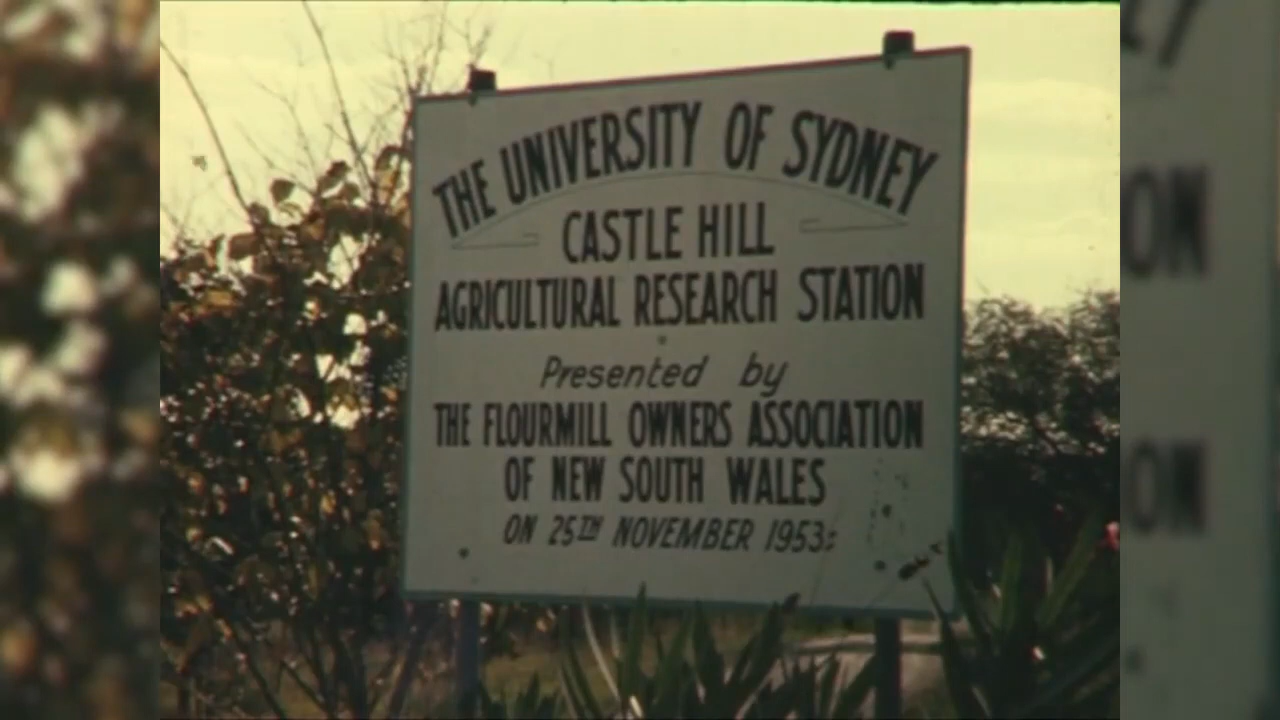 THE UNIVERSITY OF SYDNEY
CASTLE HILL
AGRICULTURAL RESEARCH STATION
Presented by
THE FLOURMILL OWNERS ASSOCIATION
OF NEW SOUTH WALES
ON 25TH NOVEMBER 1953: